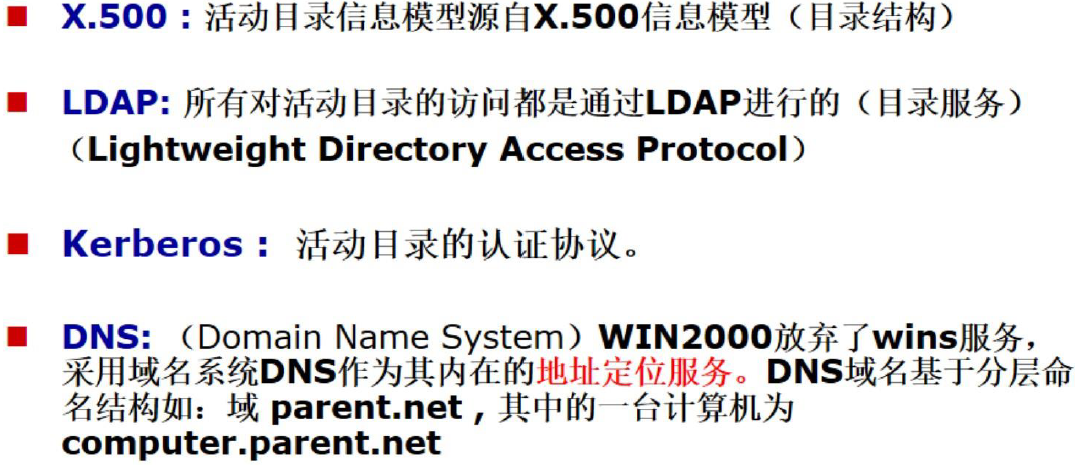 X.500 : 活动目录信息模型源自X.500信息模型（目录结构）
LDAP: 所有对活动目录的访问都是通过LDAP进行的（目录服务）
（Lightweight Directory Access Protocol）
Kerberos : 活动目录的认证协议。
DNS: （Domain Name System）WIN2000放弃了wins服务，
采用域名系统DNS作为其内在的地址定位服务。DNS域名基于分层命
名结构如：域 parent.net , 其中的一台计算机为
computer.parent.net